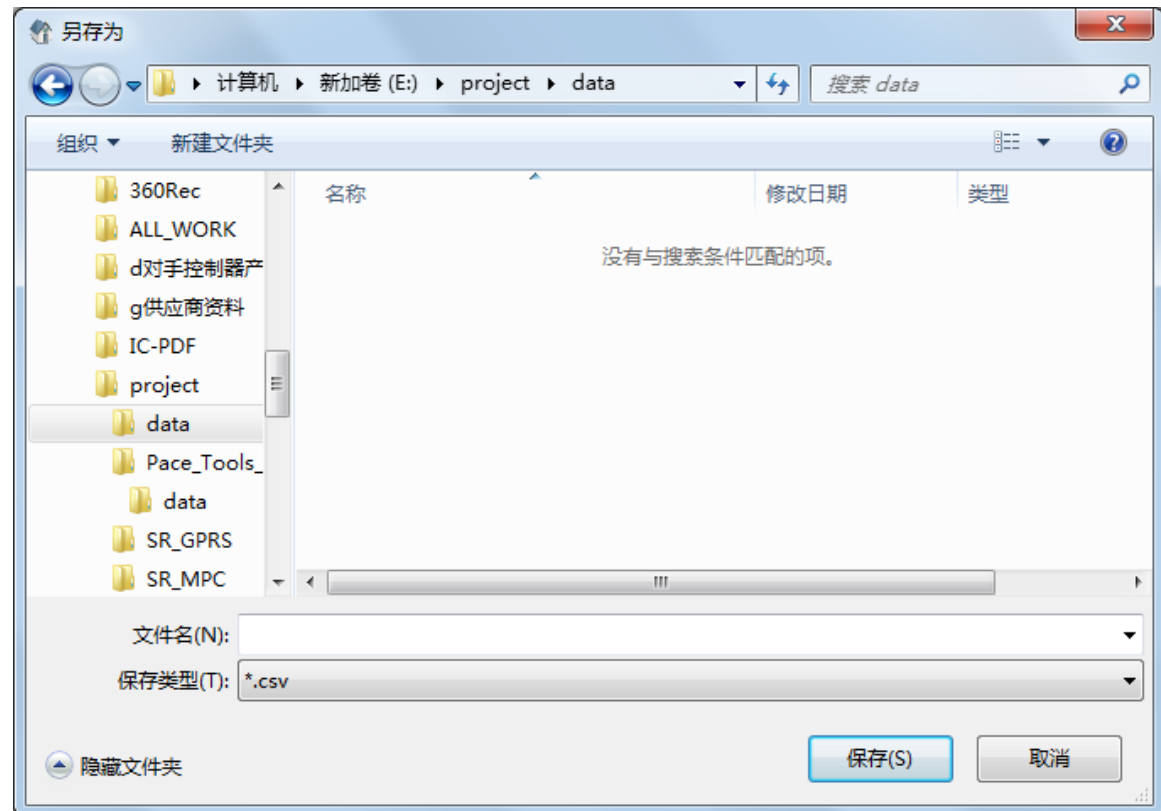 另存为
计算机 新加卷 (E:) project data 搜索 data
组织 新建文件夹
名称 修改日期 类型
没有与搜索条件匹配的项。
360Rec
ALL_WORK
d对手控制器产
g供应商资料
IC-PDF
project
data
Pace_Tools_
data
SR_GPRS
SR_MPC
文件名(N):
保存类型(T): *.csv
隐藏文件夹 保存(S) 取消